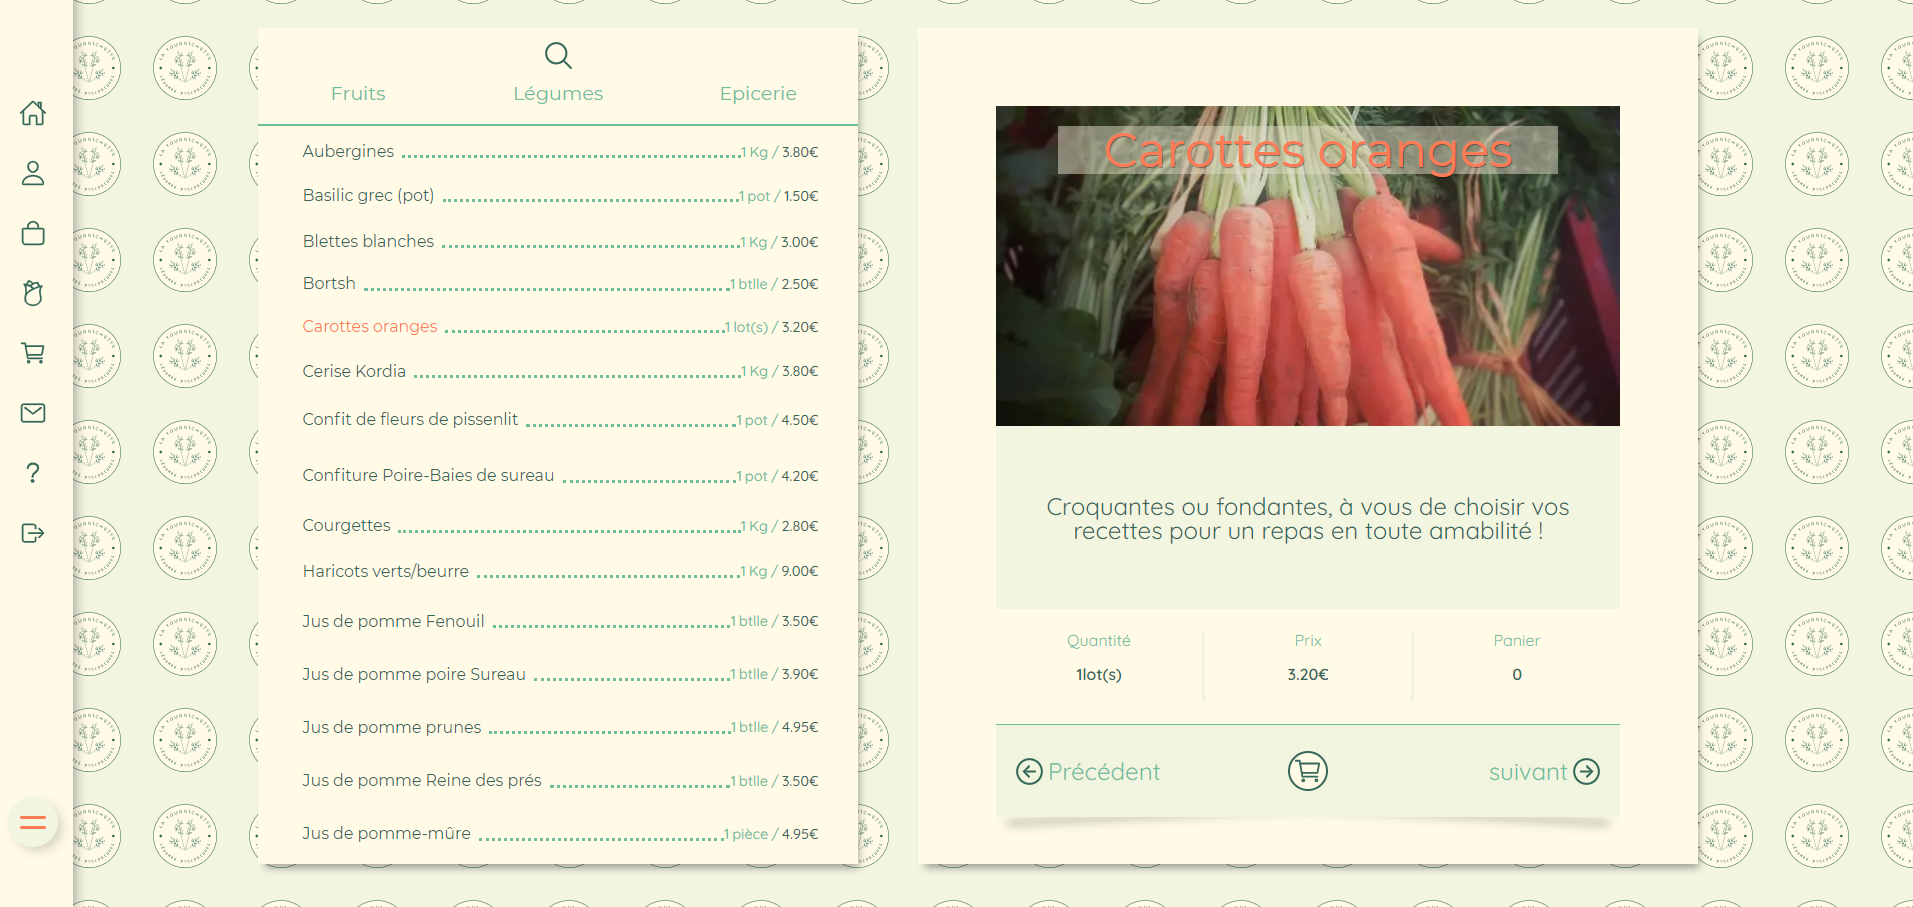 Fruits Légumes Epicerie
Aubergines 1 Kg / 3.80€
Basilic grec (pot) 1 pot / 1.50€
Blettes blanches 1 Kg / 3.00€
Bortsh 1 btlle / 2.50€
Carottes oranges 1 lot(s) / 3.20€
Cerise Kordia 1 Kg / 3.80€
Confit de fleurs de pissenlit 1 pot / 4.50€
Confiture Poire-Baies de sureau 1 pot / 4.20€
Courgettes 1 Kg / 2.80€
Haricots verts/beurre 1 Kg / 9.00€
Jus de pomme Fenouil 1 btlle / 3.50€
Jus de pomme poire Sureau 1 btlle / 3.90€
Jus de pomme prunes 1 btlle / 4.95€
Jus de pomme Reine des prés 1 btlle / 3.50€
Jus de pomme-mûre 1 pièce / 4.95€
Carottes oranges
Croquantes ou fondantes, à vous de choisir vos
recettes pour un repas en toute amabilité !
Quantité Prix Panier
1lot(s) 3.20€ 0
Précédent suivant